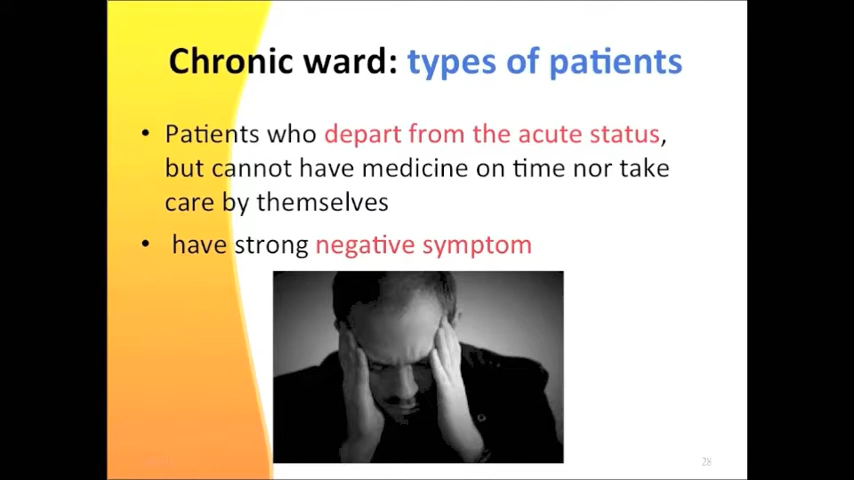 Chronic ward: types of patients
• Patients who depart from the acute status,
but cannot have medicine on time nor take
care by themselves
• have strong negative symptom
28